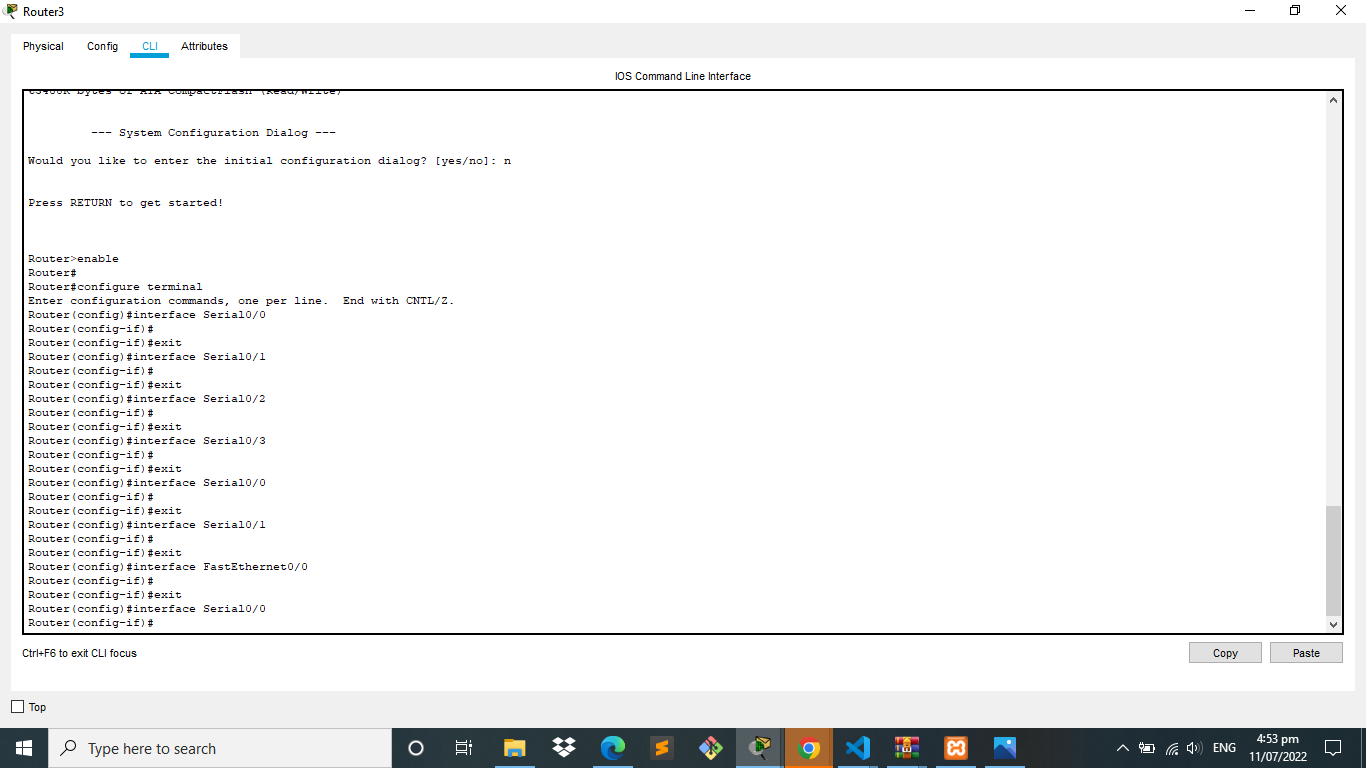 Router3
Physical Config CLI Attributes
IOS Command Line Interface
63488K bytes of ATA CompactFlash (Read/Write)
--- System Configuration Dialog ---
Would you like to enter the initial configuration dialog? [yes/no]: n
Press RETURN to get started!
Router>enable
Router#
Router#configure terminal
Enter configuration commands, one per line.  End with CNTL/Z.
Router(config)#interface Serial0/0
Router(config-if)#
Router(config-if)#exit
Router(config)#interface Serial0/1
Router(config-if)#
Router(config-if)#exit
Router(config)#interface Serial0/2
Router(config-if)#
Router(config-if)#exit
Router(config)#interface Serial0/3
Router(config-if)#
Router(config-if)#exit
Router(config)#interface Serial0/0
Router(config-if)#
Router(config-if)#exit
Router(config)#interface Serial0/1
Router(config-if)#
Router(config-if)#exit
Router(config)#interface FastEthernet0/0
Router(config-if)#
Router(config-if)#exit
Router(config)#interface Serial0/0
Router(config-if)#
Ctrl+F6 to exit CLI focus
Copy Paste
Top
Type here to search
ENG
4:53 pm
11/07/2022